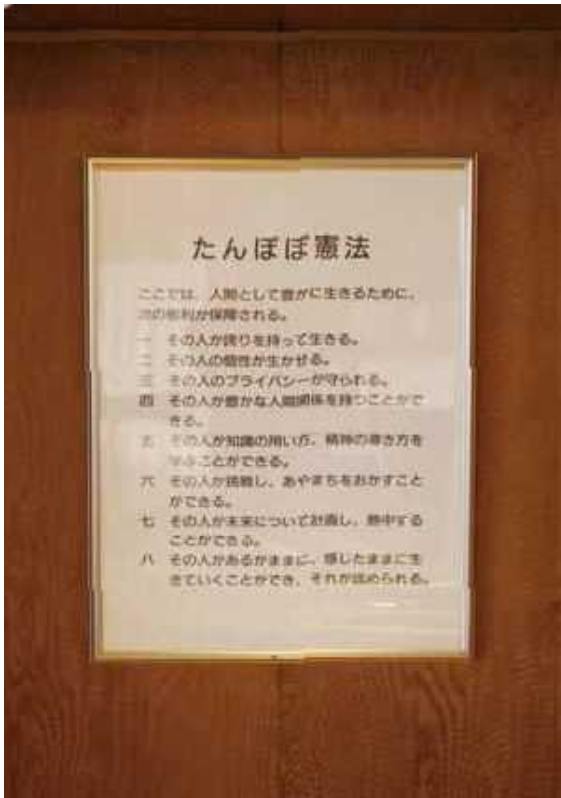 たんぽぽ憲法
ここでは、人間として豊かに生きるために、
次の権利が保障される。
一 その人が誇りを持って生きる。
二 その人の個性が生かせる。
三 その人のプライバシーが守られる。
四 その人が豊かな人間関係を持つことがで
きる。
五 その人が知識の用い方、精神の導き方を
学ぶことができる。
六 その人が挑戦し、あやまちをおかすこと
ができる。
七 その人が未来について計画し、熱中する
ことができる。
八 その人があるがままに、感じたままに生
きていくことができ、それが認められる。